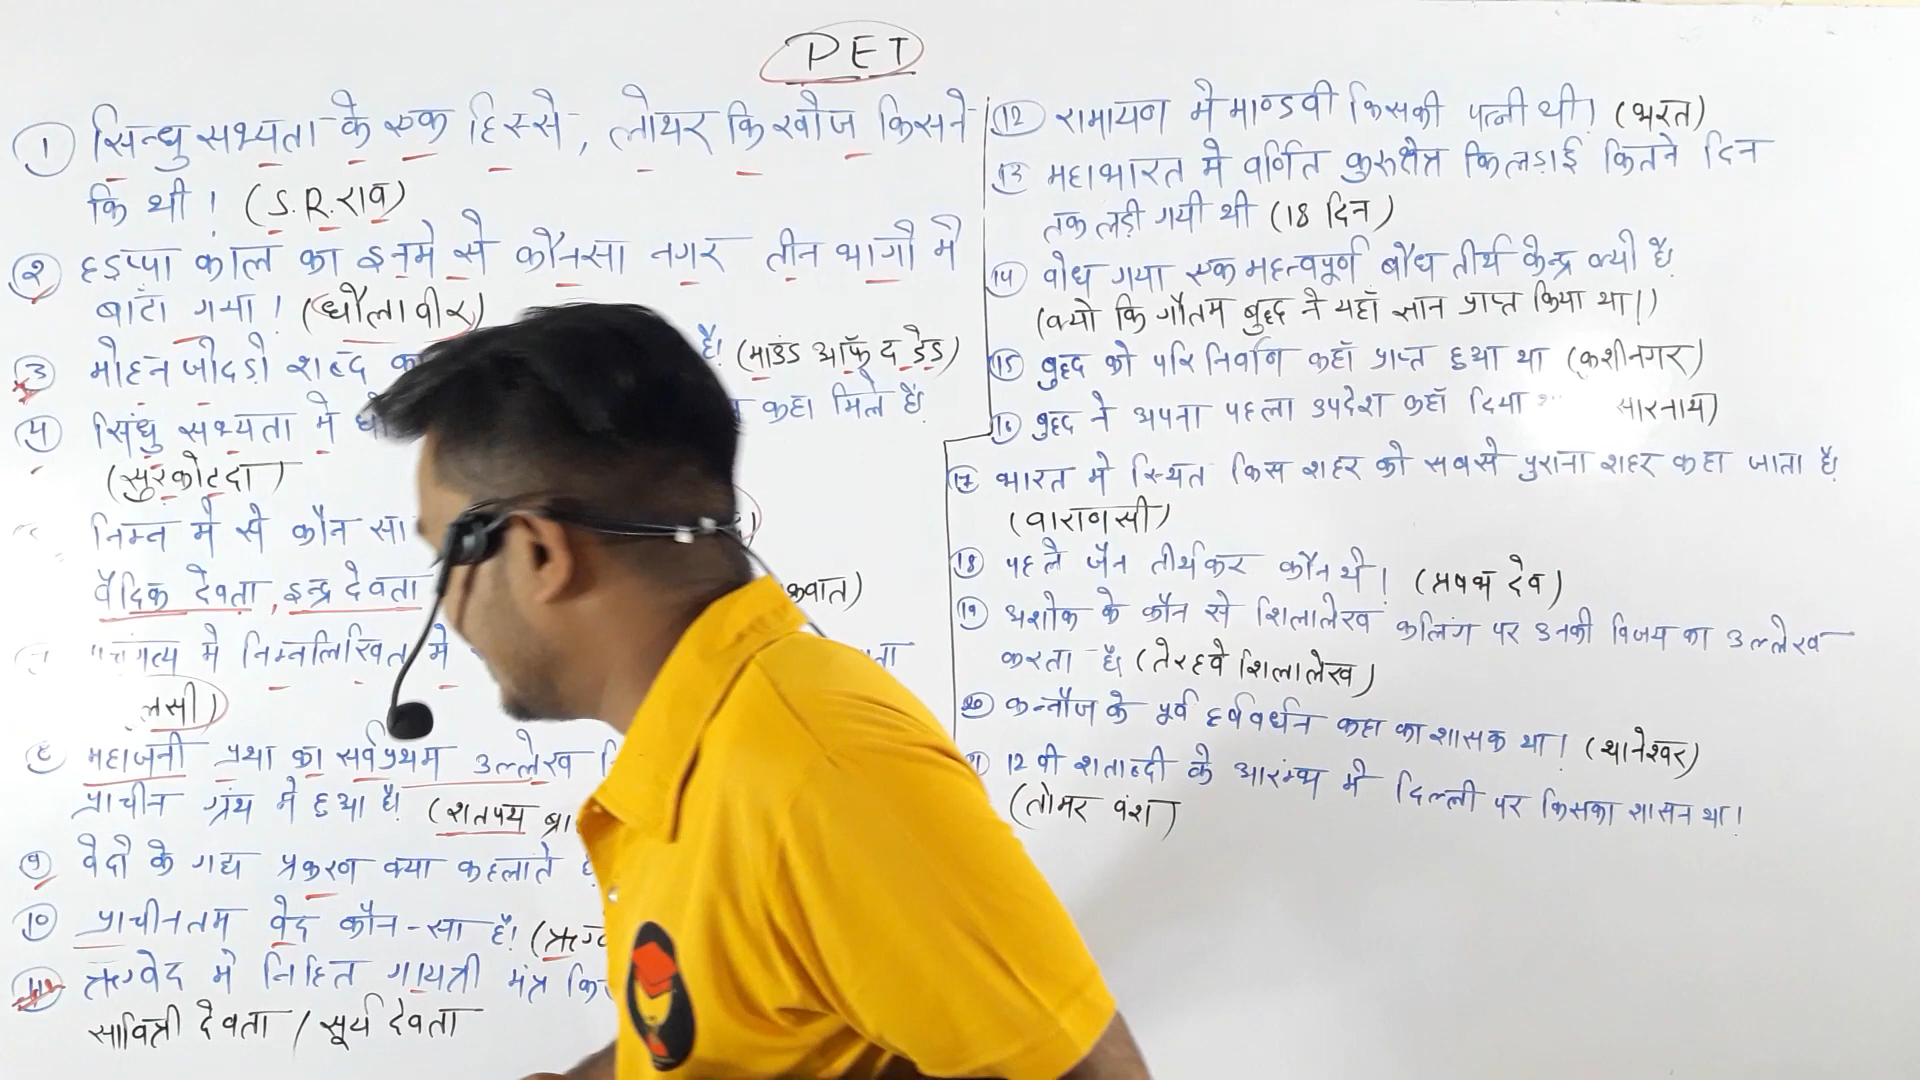 PET
① सिन्धु सभ्यता के एक हिस्से, लोथर कि खोज किसने
कि थी! (S.R.राव)
② हड़प्पा काल का इनमे से कौनसा नगर तीन भागो मे
बाँटा गया! (धौलावीर)
③ मोहनजोदड़ो शब्द का है! (माउंड ऑफ द डेड)
सिंधु सभ्यता मे कहा मिले है
(सुरकोटदा)
निम्न मे से कौन सा
वैदिक देवता, इन्द्र देवता
मे निम्नलिखित मे
लसी)
महाजनी प्रथा का सर्वप्रथम उल्लेख
प्राचीन ग्रंथ मे हुआ है! (शतपथ ब्रा
⑨ वेदो के गद्य प्रकरण क्या कहलाते
⑩ प्राचीनतम वेद कौन-सा है! (ऋग्
⑪ ऋग्वेद मे निहित गायत्री मंत्र कि
सावित्री देवता / सूर्य देवता
⑫ रामायण मे माण्डवी किसकी पत्नी थी! (भरत)
⑬ महाभारत मे वर्णित कुरुक्षेत्र कि लड़ाई कितने दिन
तक लड़ी गयी थी (18 दिन)
⑭ वोध गया एक महत्वपूर्ण बौध तीर्थ केन्द्र क्यो है
(क्यो कि गौतम बुद्द ने यहाँ ज्ञान प्राप्त किया था।)
⑮ बुद्द को परिनिर्वाण कहाँ प्राप्त हुआ था (कुशीनगर)
⑯ बुद्द ने अपना पहला उपदेश कहाँ दिया सारनाथ)
⑰ भारत मे स्थित किस शहर को सबसे पुराना शहर कहा जाता है
(वाराणसी)
⑱ पहले जैन तीर्थकर कौन थे! (ऋषभ देव)
⑲ अशोक के कौन से शिलालेख कलिंग पर उनकी विजय का उल्लेख
करता है (तेरहवे शिलालेख)
⑳ कन्नौज के पूर्व हर्षवर्धन कहा का शासक था! (थानेश्वर)
12 वी शताब्दी के आरंभ मे दिल्ली पर किसका शासन था!
(तोमर वंश)